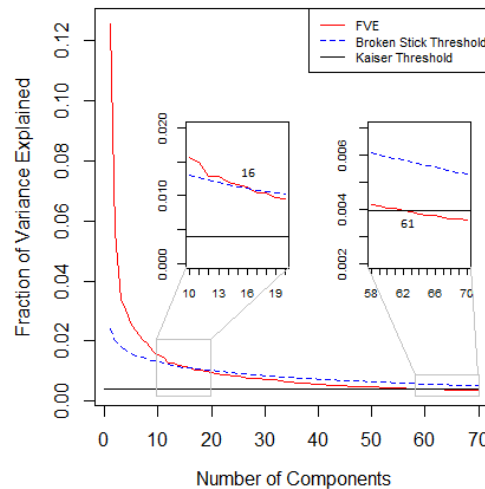 FVE
Broken Stick Threshold
Kaiser Threshold
Fraction of Variance Explained
0.12
0.10
0.08
0.06
0.04
0.02
0.00
0.020
0.010
0.000
16
10 13 16 19
0.006
0.004
0.002
61
58 62 66 70
0 10 20 30 40 50 60 70
Number of Components